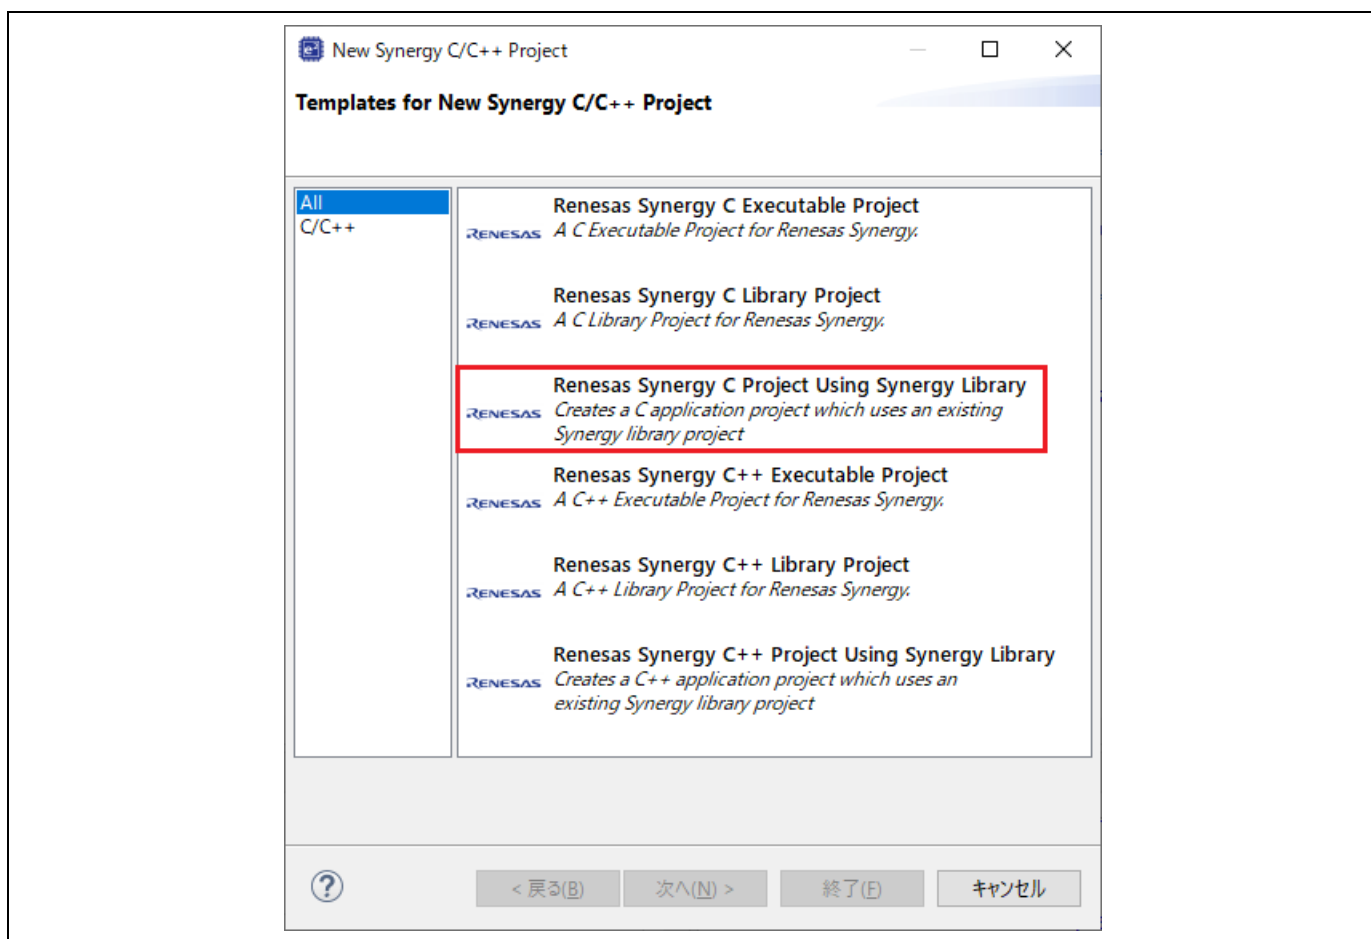 New Synergy C/C++ Project
Templates for New Synergy C/C++ Project
All
C/C++
Renesas Synergy C Executable Project
RENESAS A C Executable Project for Renesas Synergy.
Renesas Synergy C Library Project
RENESAS A C Library Project for Renesas Synergy.
Renesas Synergy C Project Using Synergy Library
RENESAS Creates a C application project which uses an existing
Synergy library project
Renesas Synergy C++ Executable Project
RENESAS A C++ Executable Project for Renesas Synergy.
Renesas Synergy C++ Library Project
RENESAS A C++ Library Project for Renesas Synergy.
Renesas Synergy C++ Project Using Synergy Library
RENESAS Creates a C++ application project which uses an
existing Synergy library project
< 戻る(B) 次へ(N) > 終了(F) キャンセル